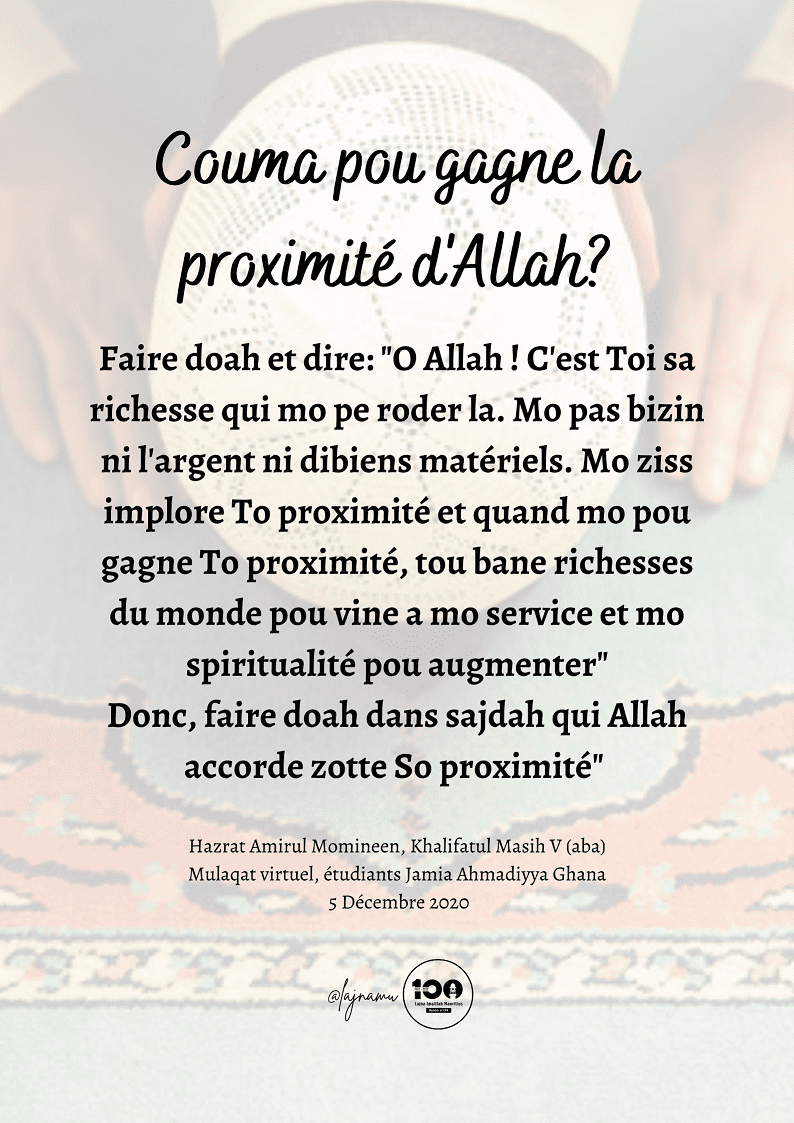 Couma pou gagne la
proximité d'Allah?
Faire doah et dire: "O Allah ! C'est Toi sa
richesse qui mo pe roder la. Mo pas bizin
ni l'argent ni dibiens matériels. Mo ziss
implore To proximité et quand mo pou
gagne To proximité, tou bane richesses
du monde pou vine a mo service et mo
spiritualité pou augmenter"
Donc, faire doah dans sajdah qui Allah
accorde zotte So proximité"
Hazrat Amirul Momineen, Khalifatul Masih V (aba)
Mulaqat virtuel, étudiants Jamia Ahmadiyya Ghana
5 Décembre 2020
@lajnamu
100
Lajna Imaillah Mauritius